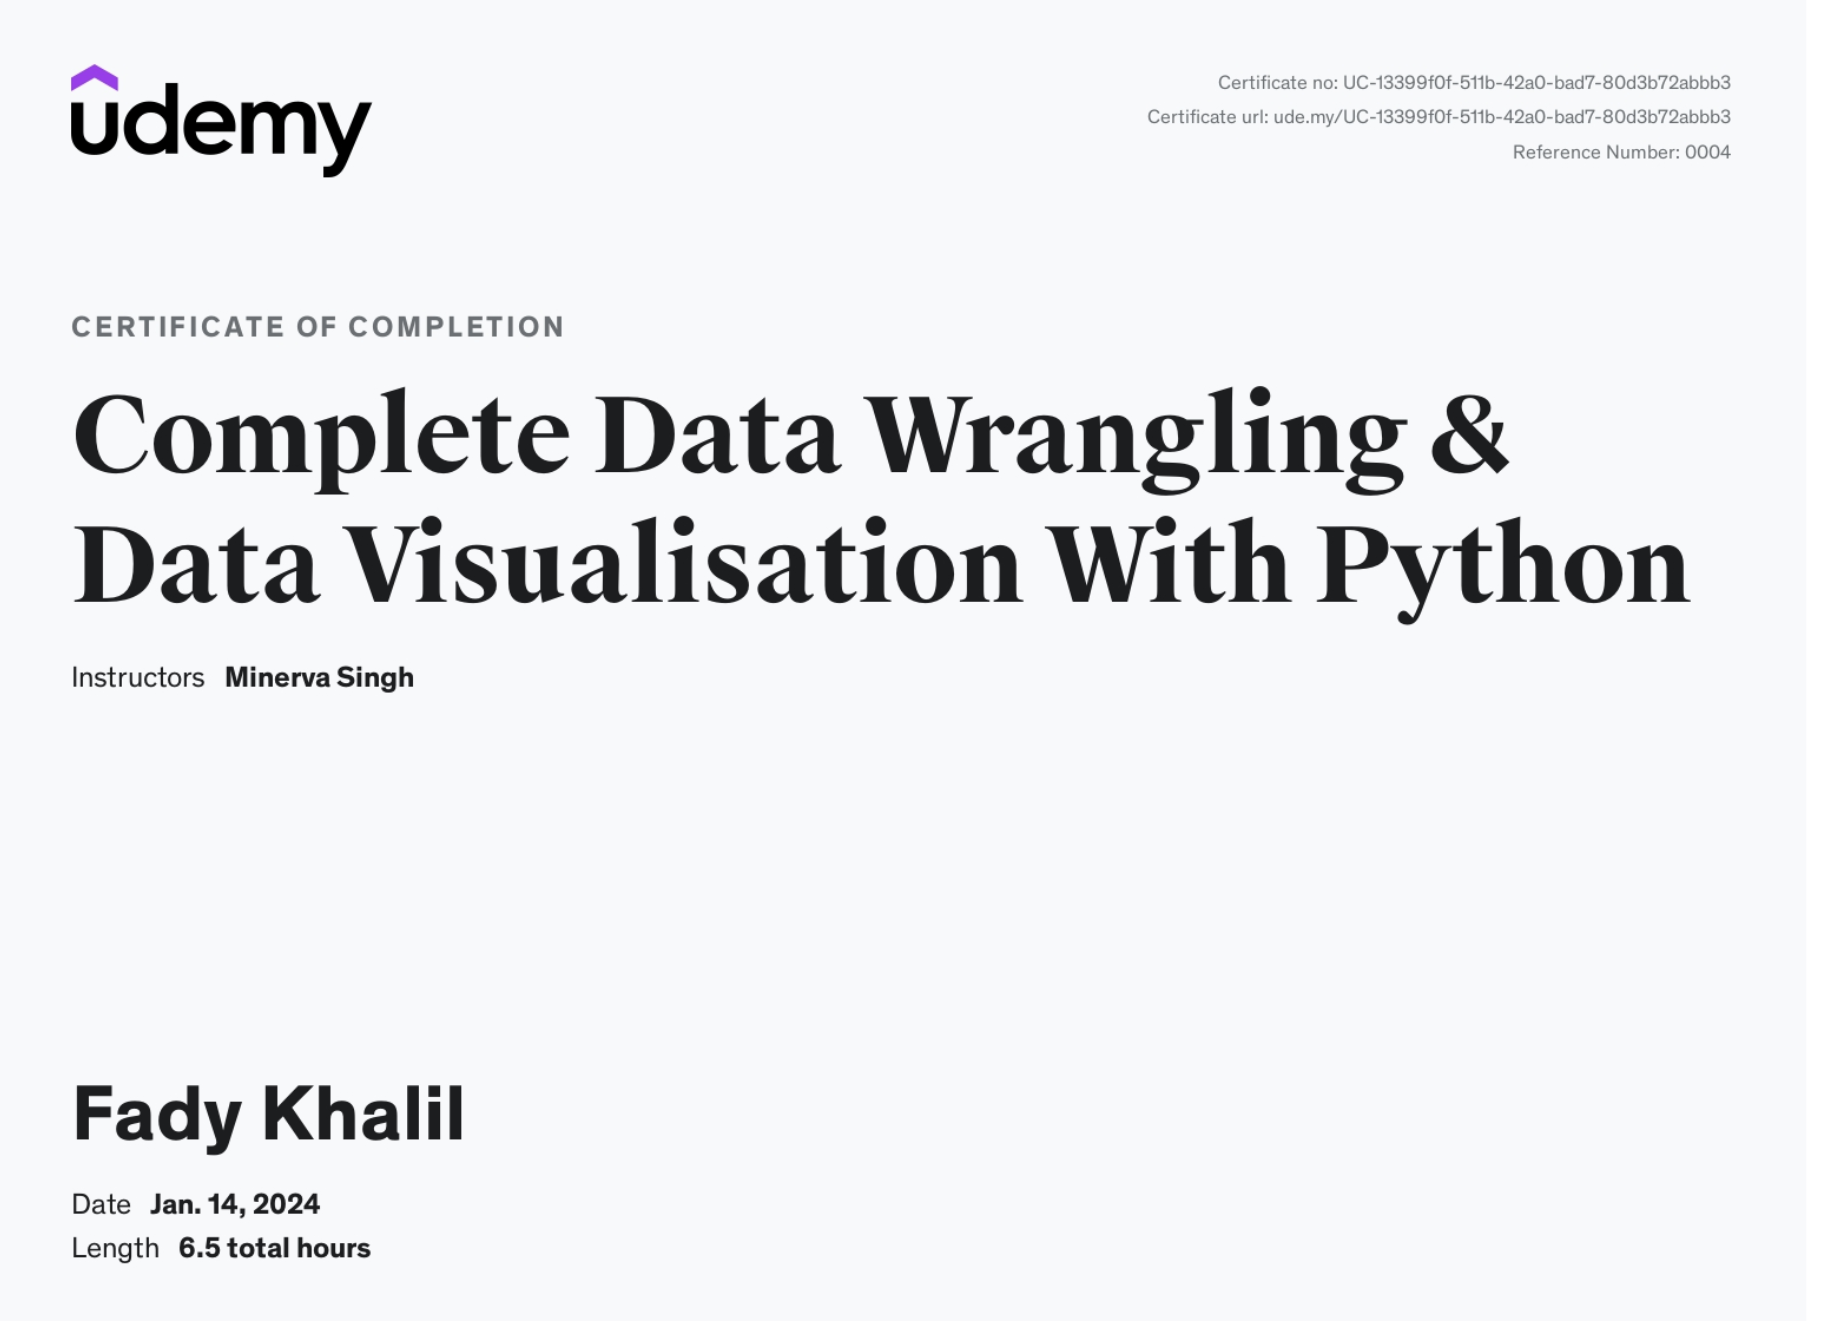 udemy
Certificate no: UC-13399f0f-511b-42a0-bad7-80d3b72abbb3
Certificate url: ude.my/UC-13399f0f-511b-42a0-bad7-80d3b72abbb3
Reference Number: 0004
CERTIFICATE OF COMPLETION
Complete Data Wrangling &
Data Visualisation With Python
Instructors Minerva Singh
Fady Khalil
Date Jan. 14, 2024
Length 6.5 total hours